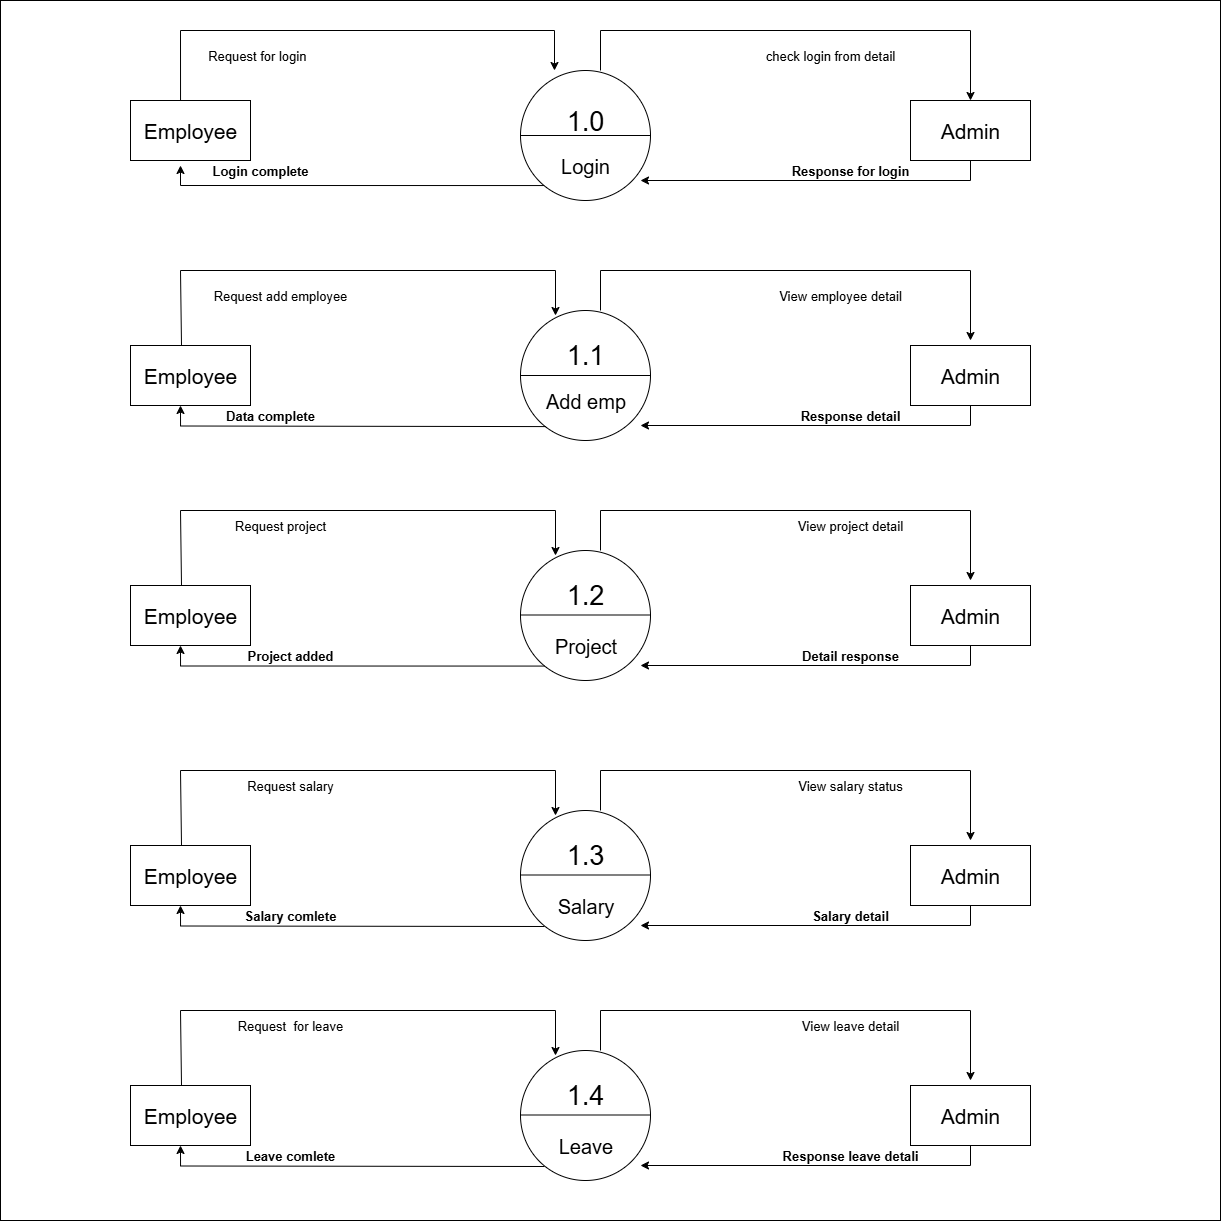 Request for login
check login from detail
Employee
1.0
Login
Admin
Login complete
Response for login
Request add employee
View employee detail
Employee
1.1
Add emp
Admin
Data complete
Response detail
Request project
View project detail
Employee
1.2
Project
Admin
Project added
Detail response
Request salary
View salary status
Employee
1.3
Salary
Admin
Salary comlete
Salary detail
Request  for leave
View leave detail
Employee
1.4
Leave
Admin
Leave comlete
Response leave detali